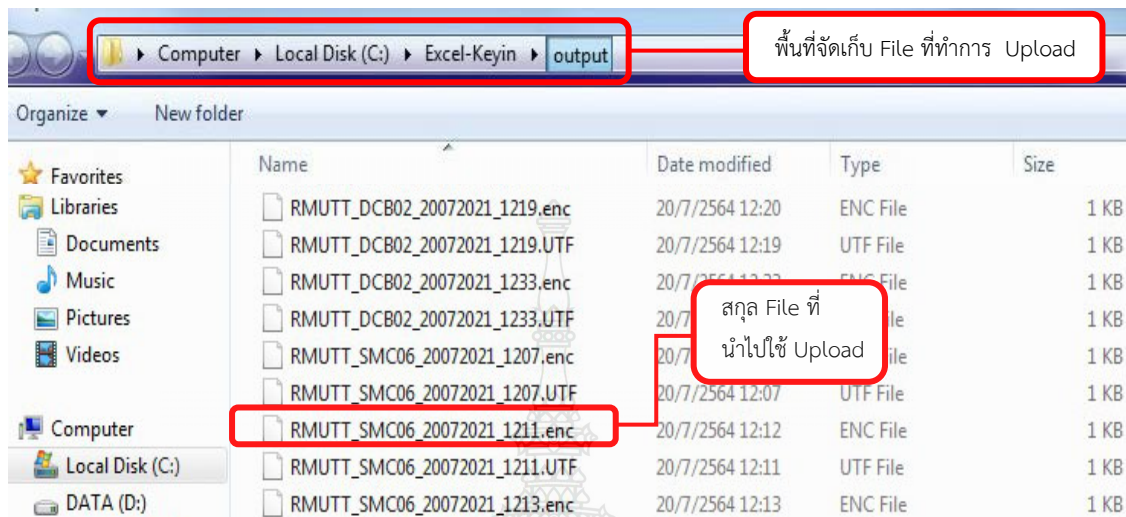 Computer ▸ Local Disk (C:) ▸ Excel-Keyin ▸ output
พื้นที่จัดเก็บ File ที่ทำการ Upload
Organize ▾ New folder
Favorites
Libraries
Documents
Music
Pictures
Videos
Computer
Local Disk (C:)
DATA (D:)
Name Date modified Type Size
RMUTT_DCB02_20072021_1219.enc 20/7/2564 12:20 ENC File 1 KB
RMUTT_DCB02_20072021_1219.UTF 20/7/2564 12:19 UTF File 1 KB
RMUTT_DCB02_20072021_1233.enc 1 KB
RMUTT_DCB02_20072021_1233.UTF 1 KB
RMUTT_SMC06_20072021_1207.enc 1 KB
RMUTT_SMC06_20072021_1207.UTF 20/7/2564 12:07 UTF File 1 KB
RMUTT_SMC06_20072021_1211.enc 20/7/2564 12:12 ENC File 1 KB
RMUTT_SMC06_20072021_1211.UTF 20/7/2564 12:11 UTF File 1 KB
RMUTT_SMC06_20072021_1213.enc 20/7/2564 12:13 ENC File 1 KB
สกุล File ที่
นำไปใช้ Upload